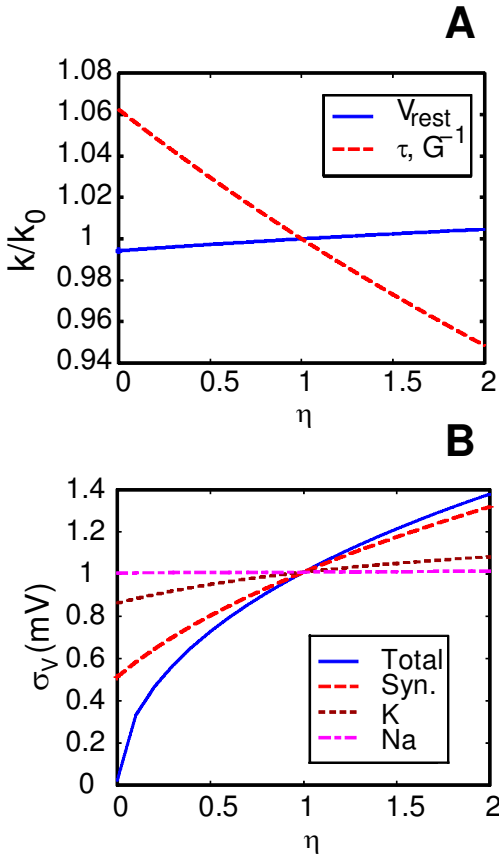 A
1.08
1.06
1.04
1.02
1
0.98
0.96
0.94
k/k₀
V_rest
τ, G⁻¹
0 0.5 1 1.5 2
η
B
1.4
1.2
1
0.8
0.6
0.4
0.2
0
σ_V (mV)
Total
Syn.
K
Na
0 0.5 1 1.5 2
η